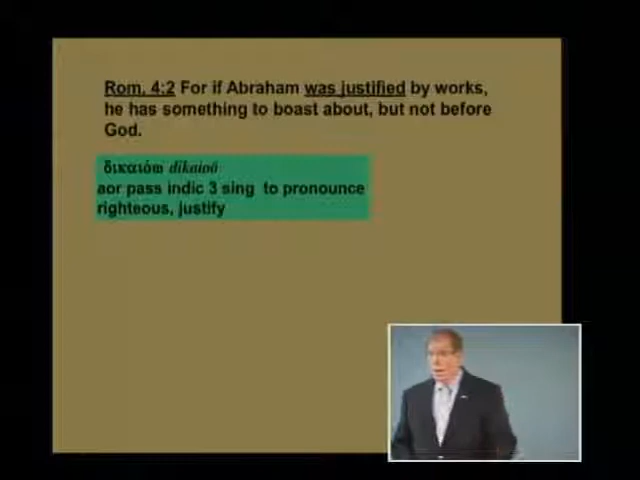 Rom. 4:2 For if Abraham was justified by works,
he has something to boast about, but not before
God.
δικαιόω dikaioō
aor pass indic 3 sing to pronounce
righteous, justify